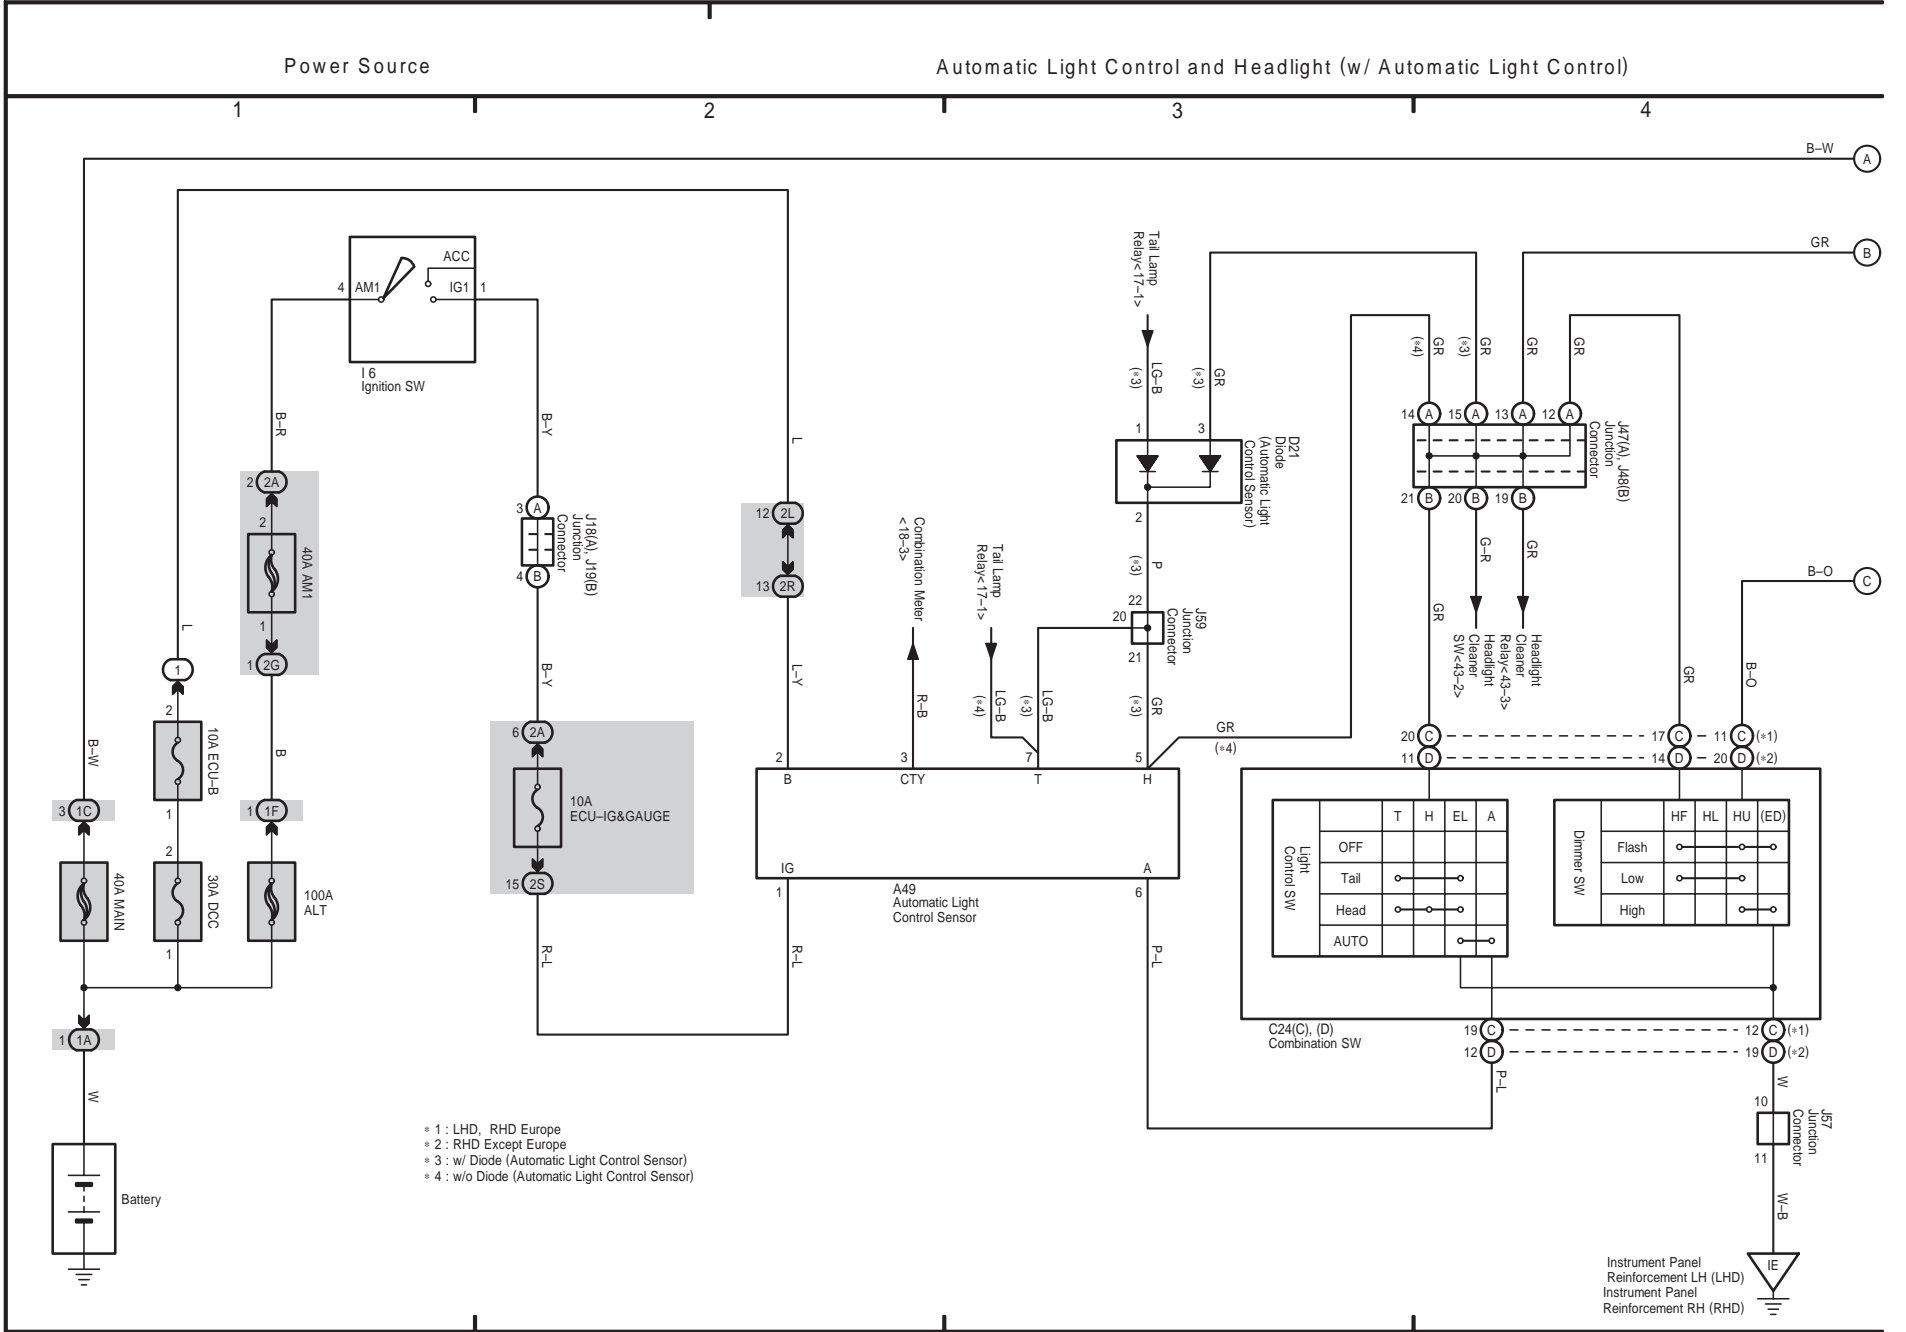 Power Source
Automatic Light Control and Headlight (w/ Automatic Light Control)
1
2
3
4
B–W
A
GR
B
B–O
C
ACC
4
AM1
IG1
1
I 6
Ignition SW
B–R
B–Y
L
2
2A
2
40A AM1
1
1
2G
B
1
1F
100A
ALT
L
1
2
10A ECU–B
1
2
30A DCC
1
B–W
3
1C
40A MAIN
1
1A
W
Battery
3
A
J18(A), J19(B)
Junction
Connector
4
B
B–Y
6
2A
10A
ECU–IG&GAUGE
15
2S
R–L
12
2L
13
2R
L–Y
R–L
Combination Meter
<18–3>
R–B
Tail Lamp
Relay<17–1>
LG–B
(*4)
LG–B
(*3)
Tail Lamp
Relay<17–1>
LG–B
(*3)
GR
(*3)
1
3
D21
Diode
(Automatic Light
Control Sensor)
2
P
(*3)
22
20
21
J59
Junction
Connector
GR
(*3)
GR
(*4)
2
3
7
5
B
CTY
T
H
IG
A
1
6
A49
Automatic Light
Control Sensor
P–L
GR
(*4)
GR
(*3)
GR
GR
14
A
15
A
13
A
12
A
J47(A), J48(B)
Junction
Connector
21
B
20
B
19
B
GR
G–R
GR
Headlight
Cleaner
SW<43–2>
Headlight
Cleaner
Relay<43–3>
GR
B–O
20
C
17
C
11
C
(*1)
11
D
14
D
20
D
(*2)
Light
Control SW
T
H
EL
A
OFF
Tail
Head
AUTO
Dimmer SW
HF
HL
HU
(ED)
Flash
Low
High
C24(C), (D)
Combination SW
19
C
12
C
(*1)
12
D
19
D
(*2)
P–L
W
10
J57
Junction
Connector
11
W–B
IE
Instrument Panel
Reinforcement LH (LHD)
Instrument Panel
Reinforcement RH (RHD)
* 1 : LHD, RHD Europe
* 2 : RHD Except Europe
* 3 : w/ Diode (Automatic Light Control Sensor)
* 4 : w/o Diode (Automatic Light Control Sensor)